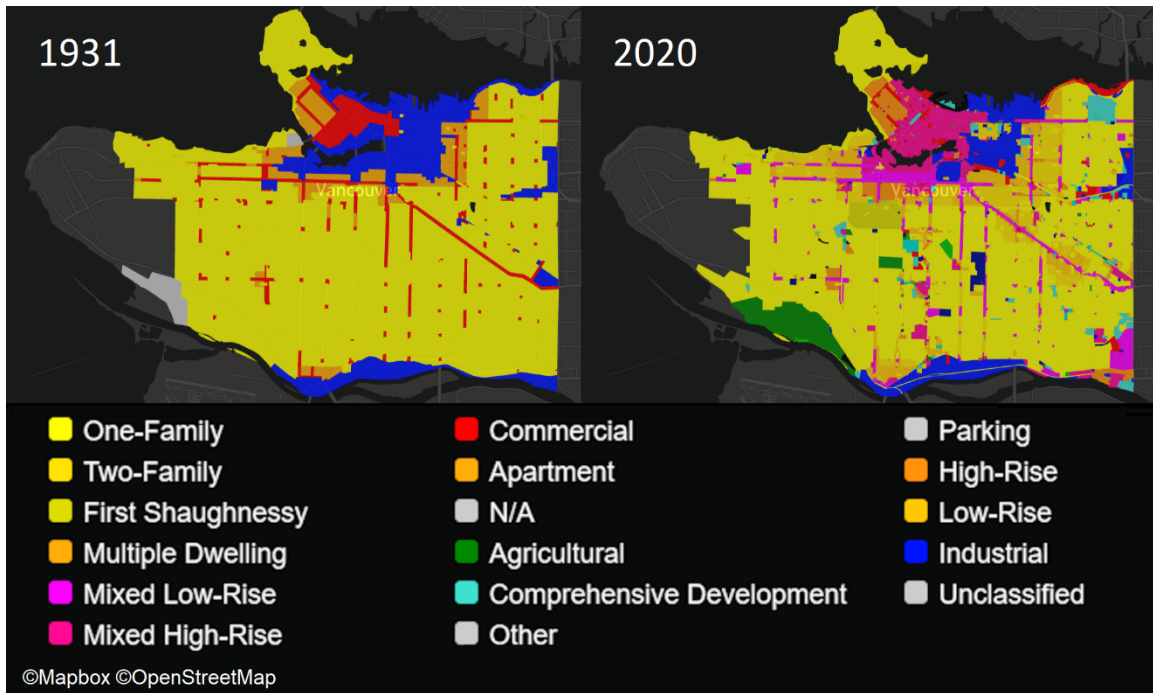 1931
2020
Vancouver
Vancouver
One-Family
Two-Family
First Shaughnessy
Multiple Dwelling
Mixed Low-Rise
Mixed High-Rise
Commercial
Apartment
N/A
Agricultural
Comprehensive Development
Other
Parking
High-Rise
Low-Rise
Industrial
Unclassified
©Mapbox ©OpenStreetMap